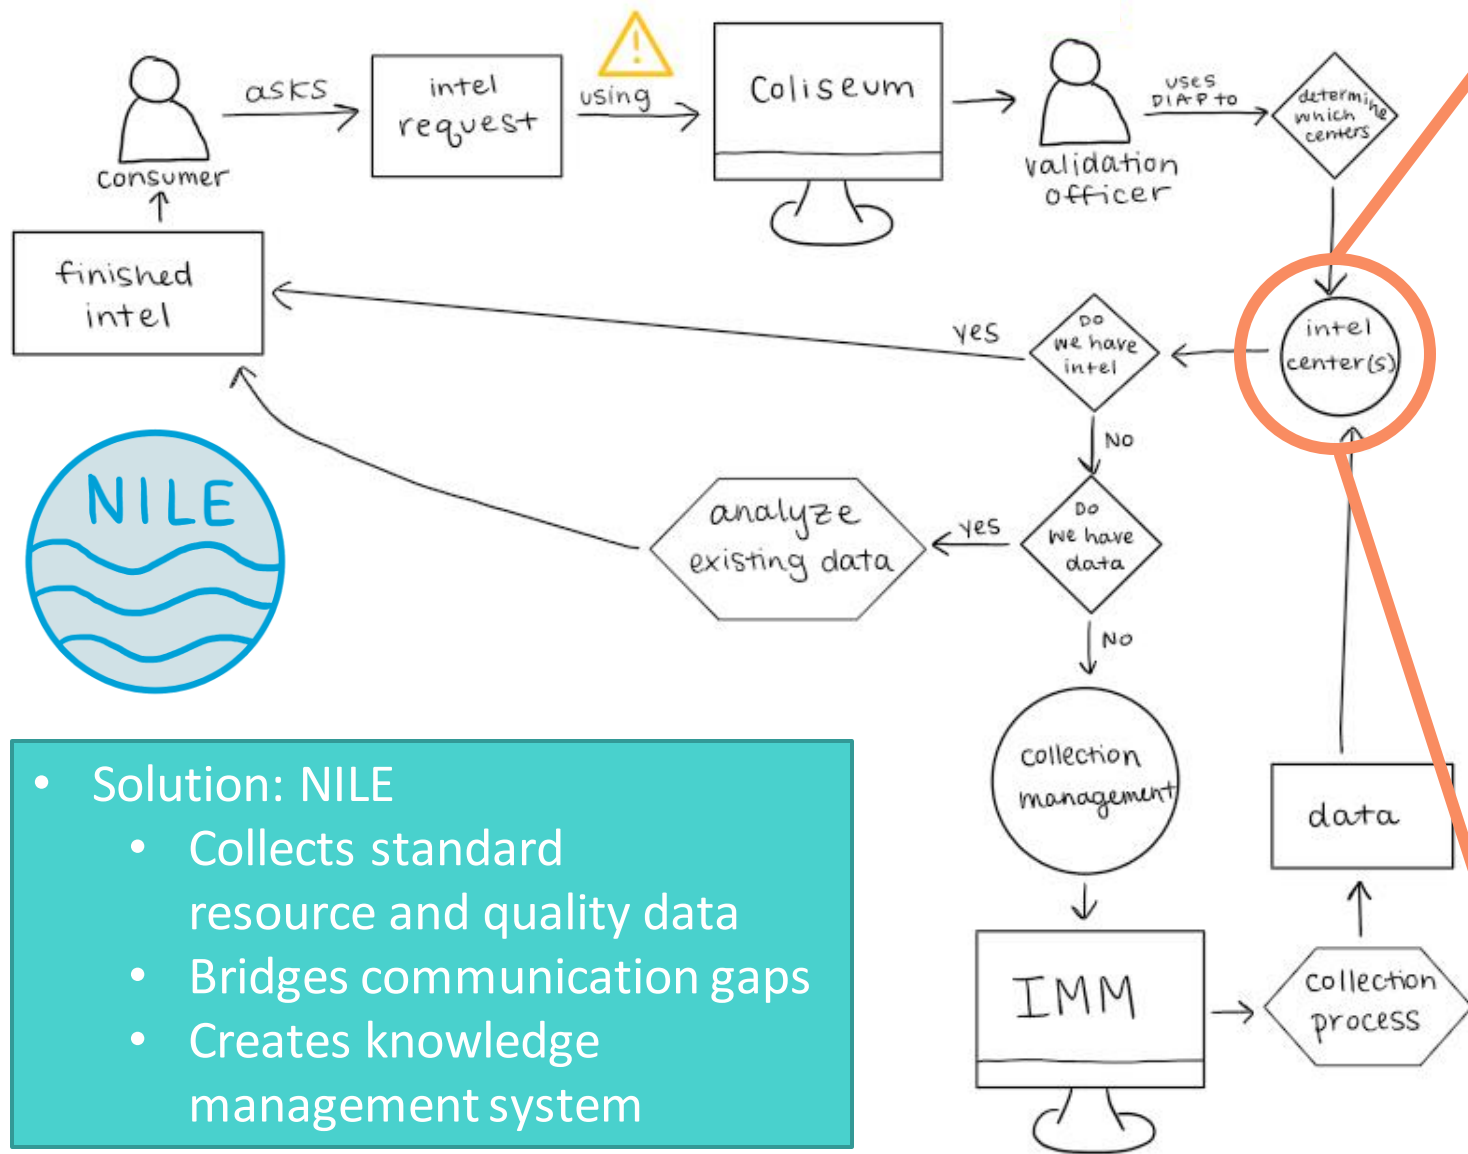 consumer
asks
intel
request
using
Coliseum
validation
officer
uses
DIAP to
determine
which
centers
intel
center(s)
Do
we have
intel
yes
finished
intel
No
Do
we have
data
yes
analyze
existing data
No
collection
management
IMM
collection
process
data
NILE
• Solution: NILE
• Collects standard
resource and quality data
• Bridges communication gaps
• Creates knowledge
management system